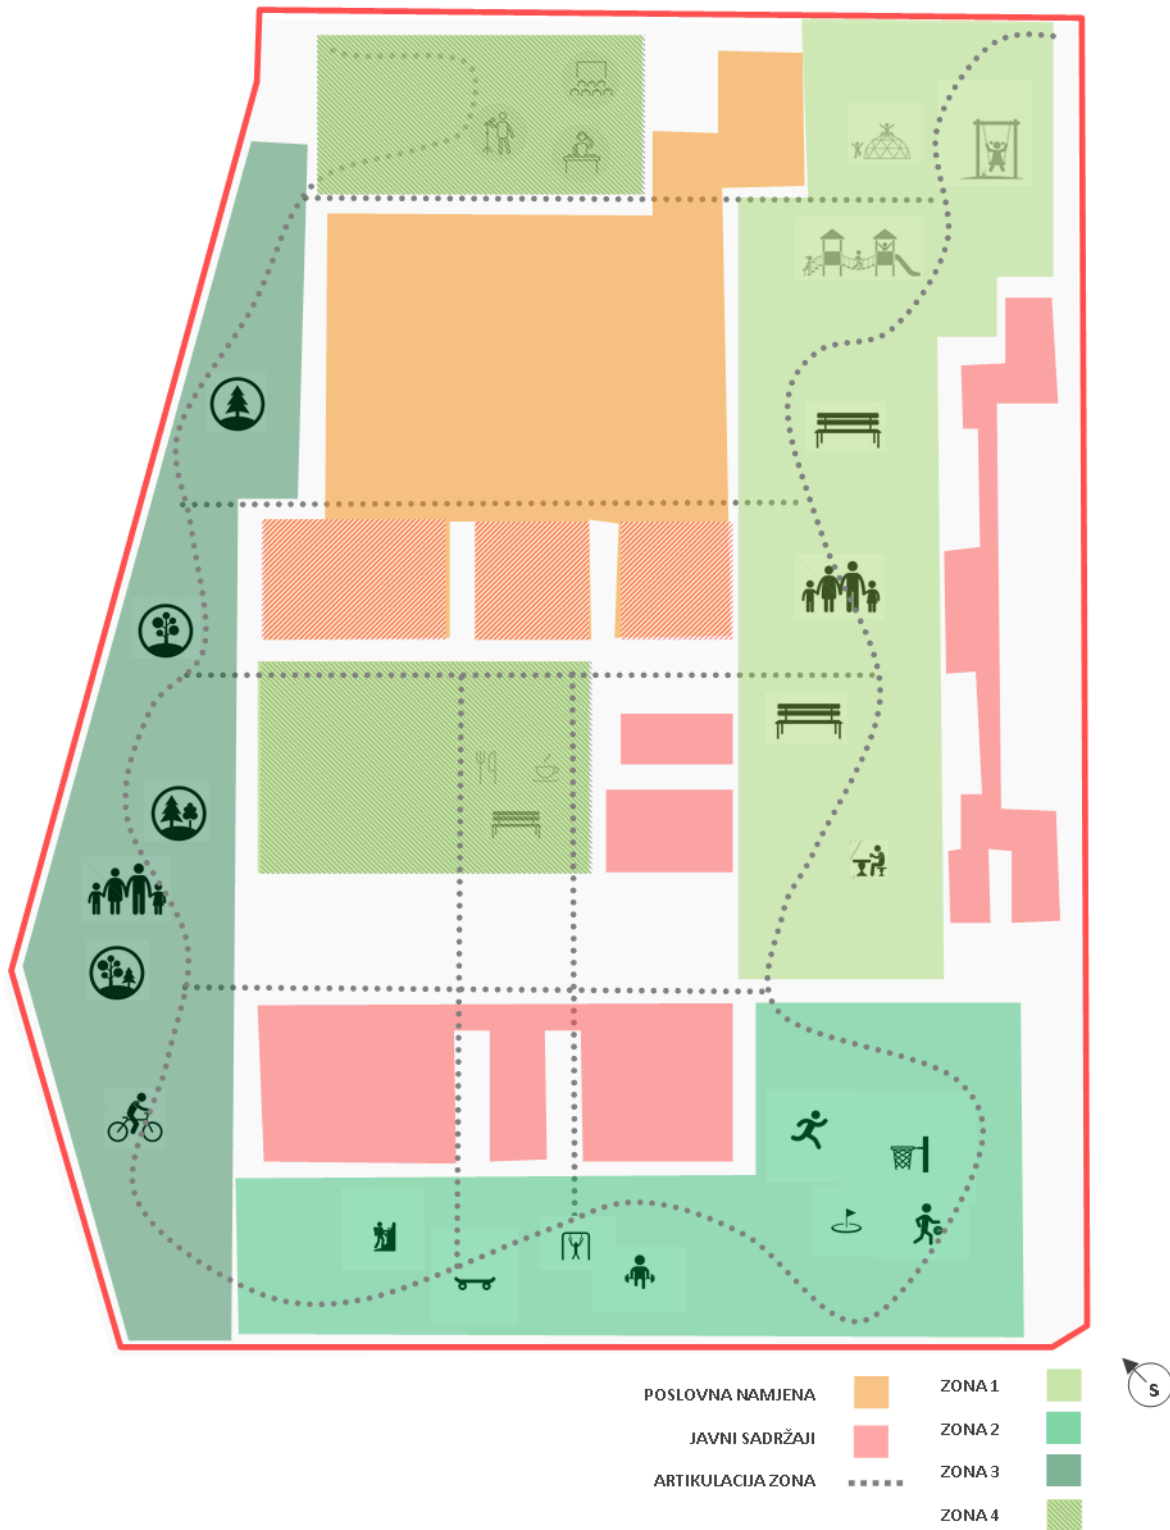 POSLOVNA NAMJENA
JAVNI SADRŽAJI
ARTIKULACIJA ZONA
ZONA 1
ZONA 2
ZONA 3
ZONA 4
S